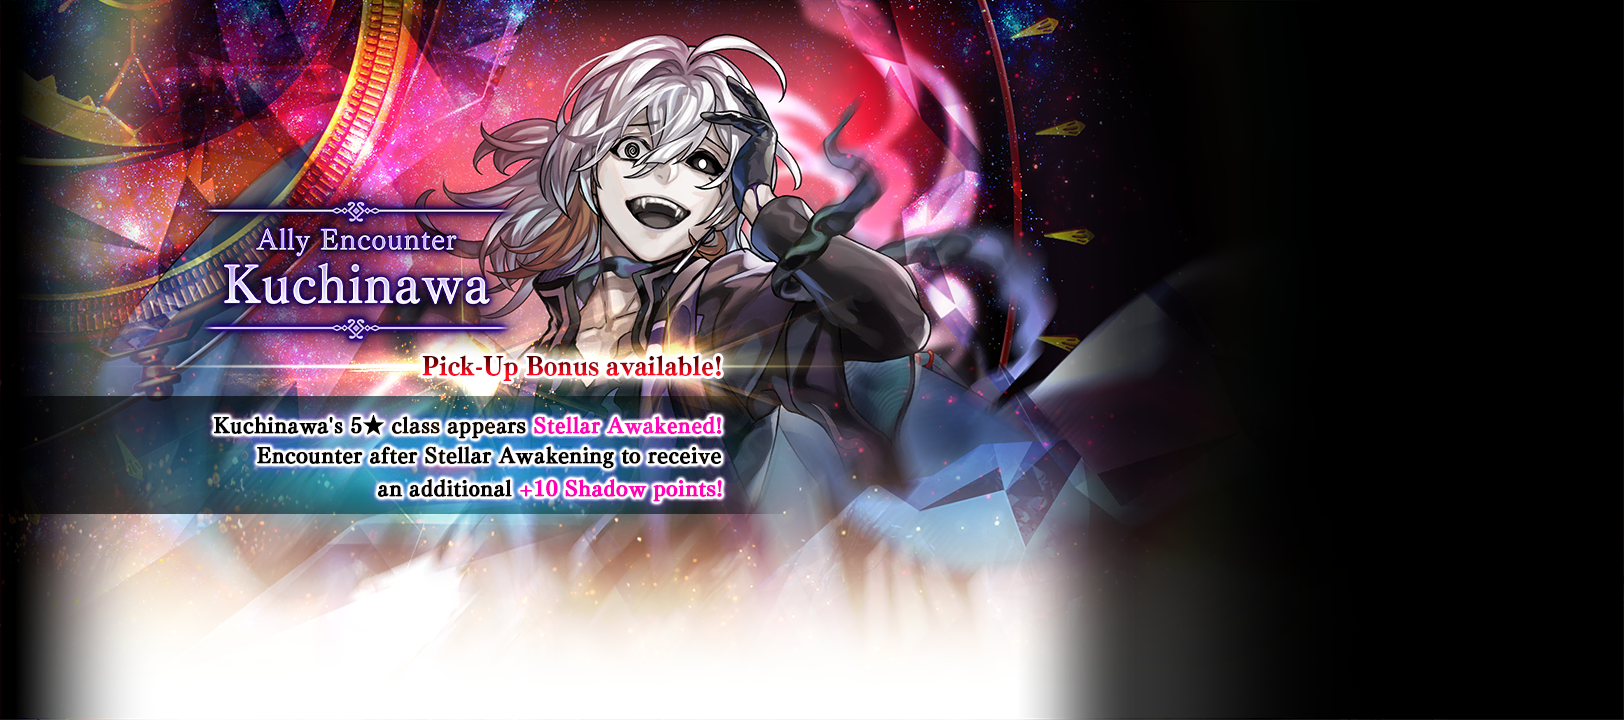 Ally Encounter
Kuchinawa
Pick-Up Bonus available!
Kuchinawa's 5★ class appears Stellar Awakened!
Encounter after Stellar Awakening to receive
an additional +10 Shadow points!